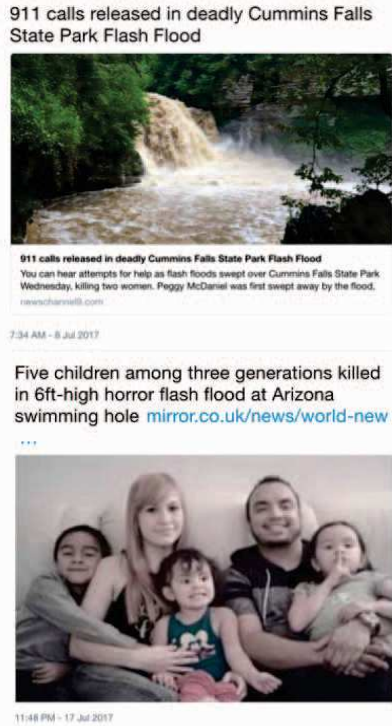 911 calls released in deadly Cummins Falls
State Park Flash Flood
911 calls released in deadly Cummins Falls State Park Flash Flood
You can hear attempts for help as flash floods swept over Cummins Falls State Park
Wednesday, killing two women. Peggy McDaniel was first swept away by the flood.
newschannel8.com
7:34 AM - 8 Jul 2017
Five children among three generations killed
in 6ft-high horror flash flood at Arizona
swimming hole mirror.co.uk/news/world-new
...
11:48 PM - 17 Jul 2017